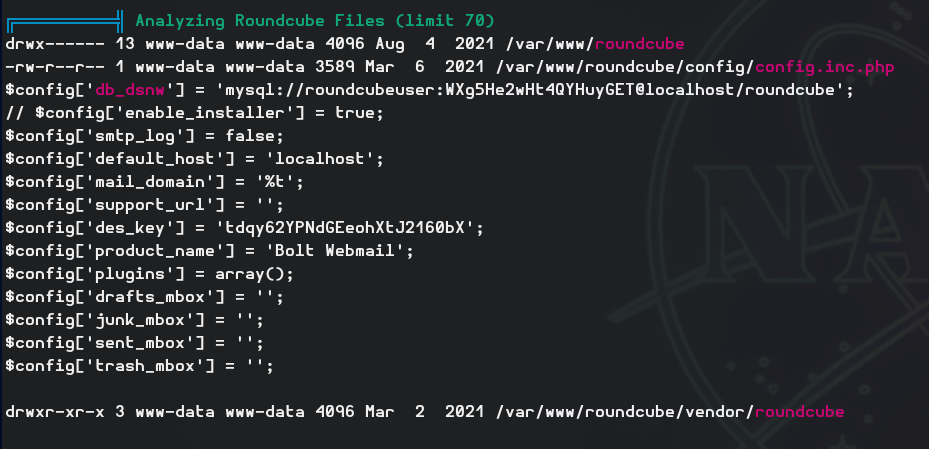 Analyzing Roundcube Files (limit 70)
drwx------ 13 www-data www-data 4096 Aug  4  2021 /var/www/roundcube
-rw-r--r-- 1 www-data www-data 3589 Mar  6  2021 /var/www/roundcube/config/config.inc.php
$config['db_dsnw'] = 'mysql://roundcubeuser:WXg5He2wHt4QYHuyGET@localhost/roundcube';
// $config['enable_installer'] = true;
$config['smtp_log'] = false;
$config['default_host'] = 'localhost';
$config['mail_domain'] = '%t';
$config['support_url'] = '';
$config['des_key'] = 'tdqy62YPNdGEeohXtJ2160bX';
$config['product_name'] = 'Bolt Webmail';
$config['plugins'] = array();
$config['drafts_mbox'] = '';
$config['junk_mbox'] = '';
$config['sent_mbox'] = '';
$config['trash_mbox'] = '';
drwxr-xr-x 3 www-data www-data 4096 Mar  2  2021 /var/www/roundcube/vendor/roundcube
NA